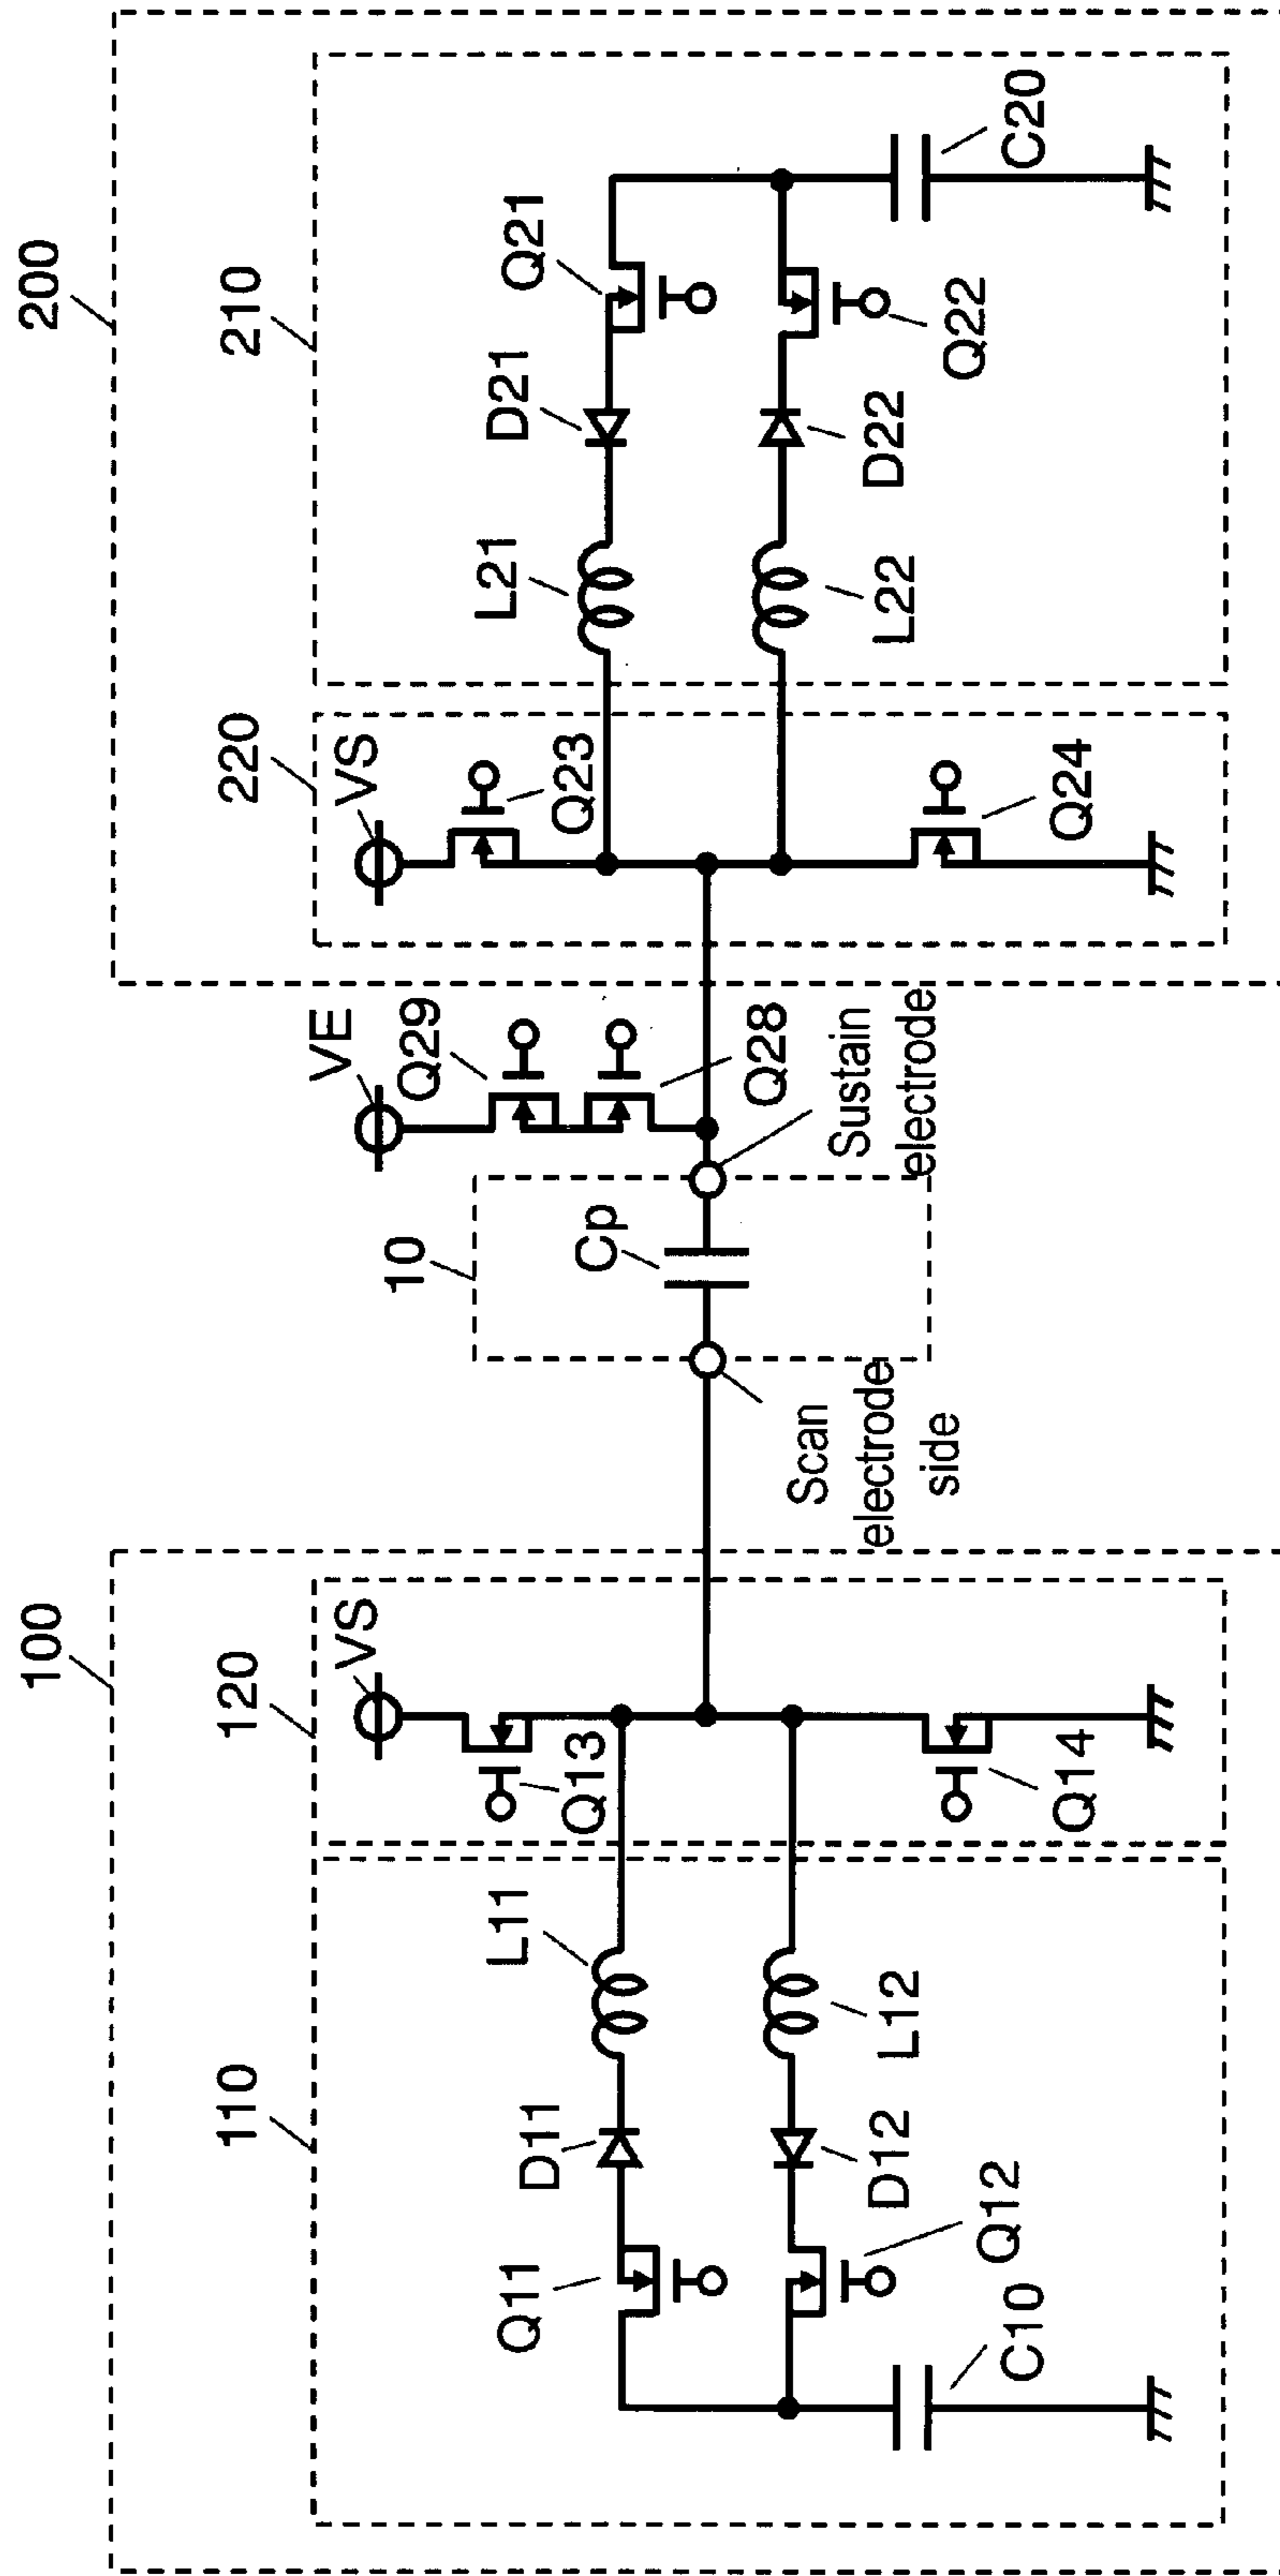 100
200
110
120
220
210
VS
VE
VS
10
Q13
Q29
Q23
L11
D11
Q11
Cp
L21
D21
Q21
Q28
L12
D12
Q12
C10
Q14
Scan
electrode
side
Sustain
electrode
Q24
L22
D22
Q22
C20